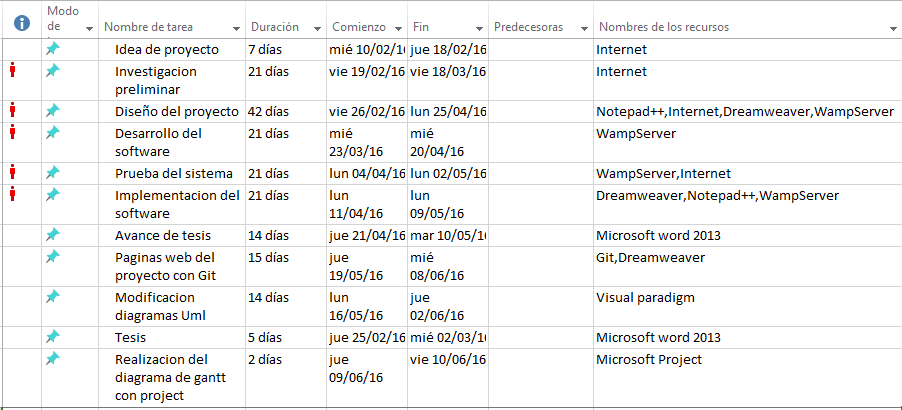 Modo de Nombre de tarea Duración Comienzo Fin Predecesoras Nombres de los recursos
Idea de proyecto 7 días mié 10/02/16 jue 18/02/16 Internet
Investigacion preliminar 21 días vie 19/02/16 vie 18/03/16 Internet
Diseño del proyecto 42 días vie 26/02/16 lun 25/04/16 Notepad++,Internet,Dreamweaver,WampServer
Desarrollo del software 21 días mié 23/03/16 mié 20/04/16 WampServer
Prueba del sistema 21 días lun 04/04/16 lun 02/05/16 WampServer,Internet
Implementacion del software 21 días lun 11/04/16 lun 09/05/16 Dreamweaver,Notepad++,WampServer
Avance de tesis 14 días jue 21/04/16 mar 10/05/16 Microsoft word 2013
Paginas web del proyecto con Git 15 días jue 19/05/16 mié 08/06/16 Git,Dreamweaver
Modificacion diagramas Uml 14 días lun 16/05/16 jue 02/06/16 Visual paradigm
Tesis 5 días jue 25/02/16 mié 02/03/16 Microsoft word 2013
Realizacion del diagrama de gantt con project 2 días jue 09/06/16 vie 10/06/16 Microsoft Project